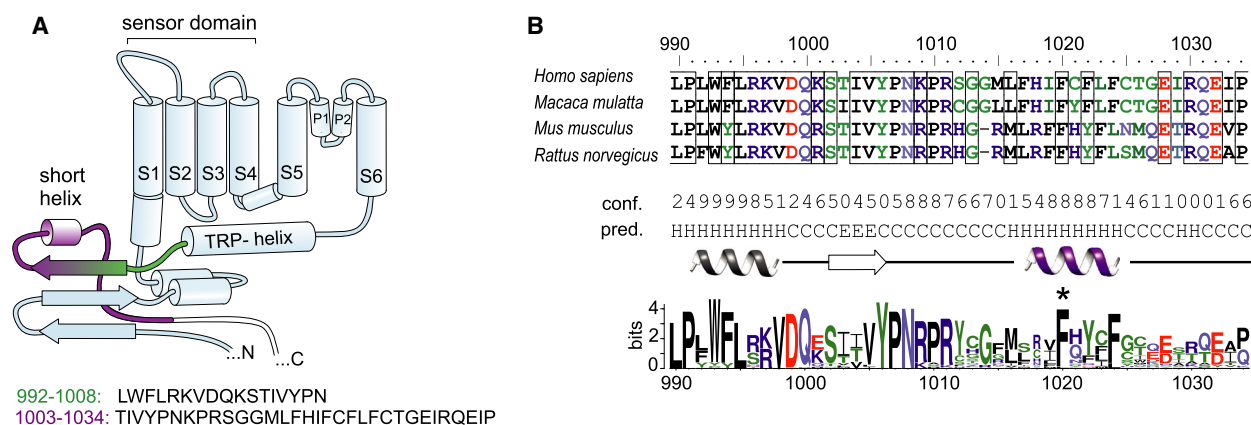 A
sensor domain
S1 S2 S3 S4 S5 P1 P2 S6
short
helix
TRP- helix
...N
...C
992-1008: LWFLRKVDQKSTIVYPN
1003-1034: TIVYPNKPRSGGMLFHIFCFLFCTGEIRQEIP
B
990 1000 1010 1020 1030
Homo sapiens LPLWFLRKVDQKSTIVYPNKPRSGGMLFHIFCFLFCTGEIRQEIP
Macaca mulatta LPLWFLRKVDQKSIIVYPNKPRCGGLLFHIFYFLFCTGEIRQEIP
Mus musculus LPLWYLRKVDQRSTIVYPNRPRHG-RMLRFFHYFLNMQETRQEVP
Rattus norvegicus LPFWYLRKVDQRSTIVYPNRPRHG-RMLRFFHYFLSMQETRQEAP
conf. 249999851246502558988766701548888714611000166
pred. HHHHHHHHHCCCCEEECCCCCCCCCCHHHHHHHHHCCCCHHCCCC
*
bits
4
2
0
990 1000 1010 1020 1030